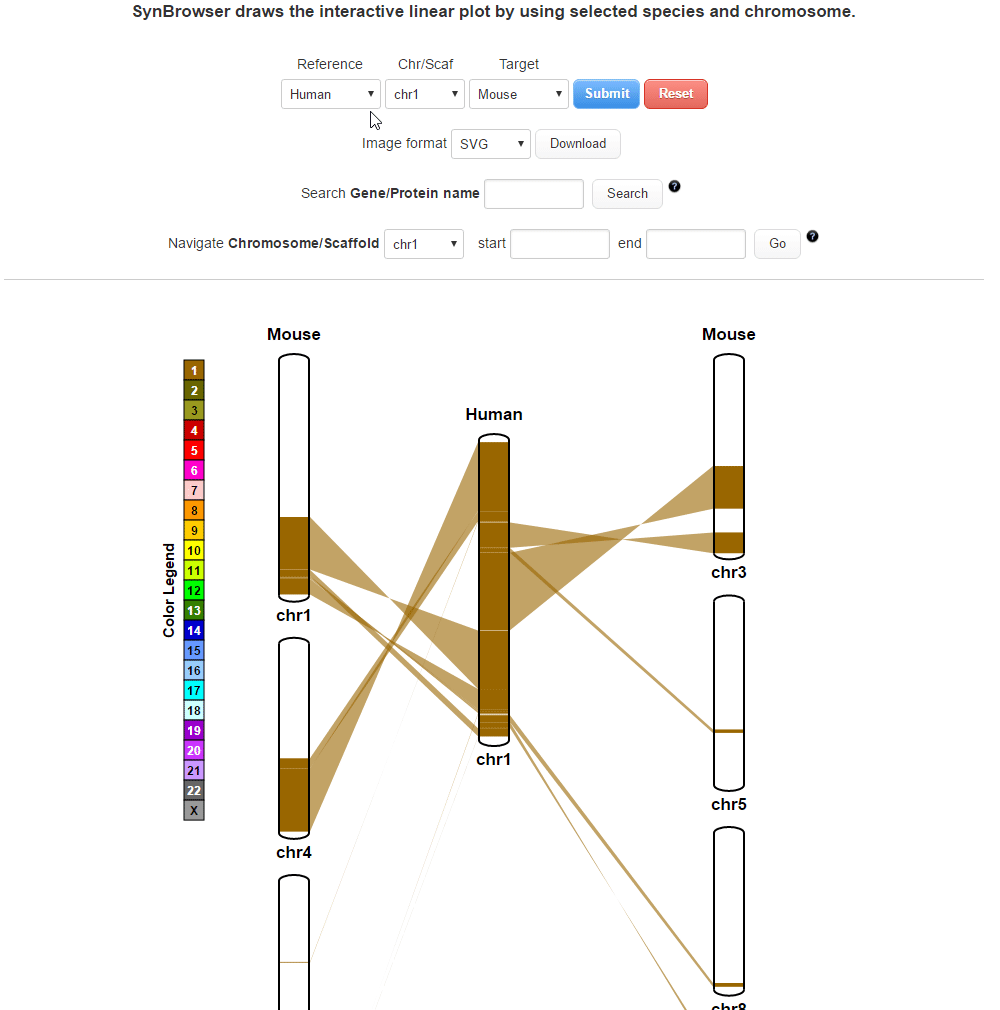 SynBrowser draws the interactive linear plot by using selected species and chromosome.
Reference Chr/Scaf Target
Human chr1 Mouse Submit Reset
Image format SVG Download
Search Gene/Protein name Search ?
Navigate Chromosome/Scaffold chr1 start end Go ?
Mouse
Mouse
Human
Color Legend
1
2
3
4
5
6
7
8
9
10
11
12
13
14
15
16
17
18
19
20
21
22
X
chr3
chr1
chr1
chr5
chr4
chr8